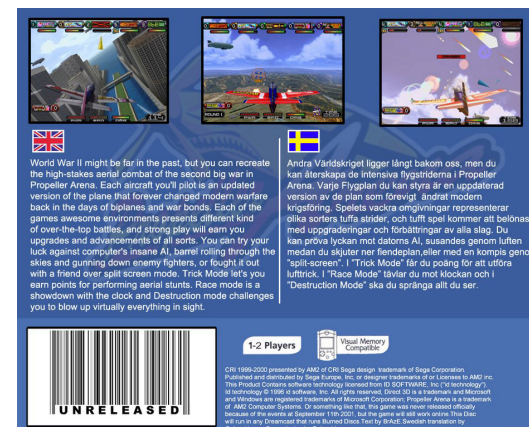 World War II might be far in the past, but you can recreate
the high-stakes aerial combat of the second big war in
Propeller Arena. Each aircraft you'll pilot is an updated
version of the plane that forever changed modern warfare
back in the days of biplanes and war bonds. Each of the
games awesome environments presents different kind
of over-the-top battles, and strong play will earn you
upgrades and advancements of all sorts. You can try your
luck against computer's insane AI, barrel rolling through the
skies and gunning down enemy fighters, or fought it out
with a friend over split screen mode. Trick Mode let's you
earn points for performing aerial stunts. Race mode is a
showdown with the clock and Destruction mode challenges
you to blow up virtually everything in sight.
Andra Världskriget ligger långt bakom oss, men du
kan återskapa de intensiva flygstriderna i Propeller
Arena. Varje Flygplan du kan styra är en uppdaterad
version av de plan som förevigt ändrat modern
krigsföring. Spelets vackra omgivningar representerar
olika sorters tuffa strider, och tufft spel kommer att belönas
med uppgraderingar och förbättringar av alla slag. Du
kan pröva lyckan mot datorns AI, susandes genom luften
medan du skjuter ner fiendeplan,eller med en kompis genom
"split-screen". I "Trick Mode" får du poäng för att utföra
lufttrick. I "Race Mode" tävlar du mot klockan och i
"Destruction Mode" ska du spränga allt du ser.
UNRELEASED
1-2 Players
Visual Memory
Compatible
CRI 1999-2000 presented by AM2 of CRI Sega design trademark of Sega Corporation
Published and datributed by Sega Europe, Inc. or designer trademarks of or Licenses to AM2 inc.
This Product Contains software technology licensed from ID SOFTWARE, Inc ("id technology").
Id technology © 1996 id software, Inc. All rights reserved, Direct 3D is a trademark and Microsoft
and Windows are registered trademarks of Microsoft Corporation; Propeller Arena is a trademark
of AM2 Computer Systems. Or something like that, this game was never released officially
because of the events at September 11th 2001, but the game will still work online.This Disc
will run in any Dreamcast that runs Burned Discs.Text by BrAzE.Swedish translation by